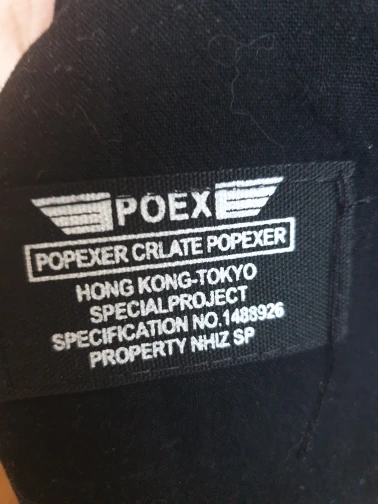 POEX
POPEXER CRLATE POPEXER
HONG KONG-TOKYO
SPECIALPROJECT
SPECIFICATION NO.1488926
PROPERTY NHIZ SP